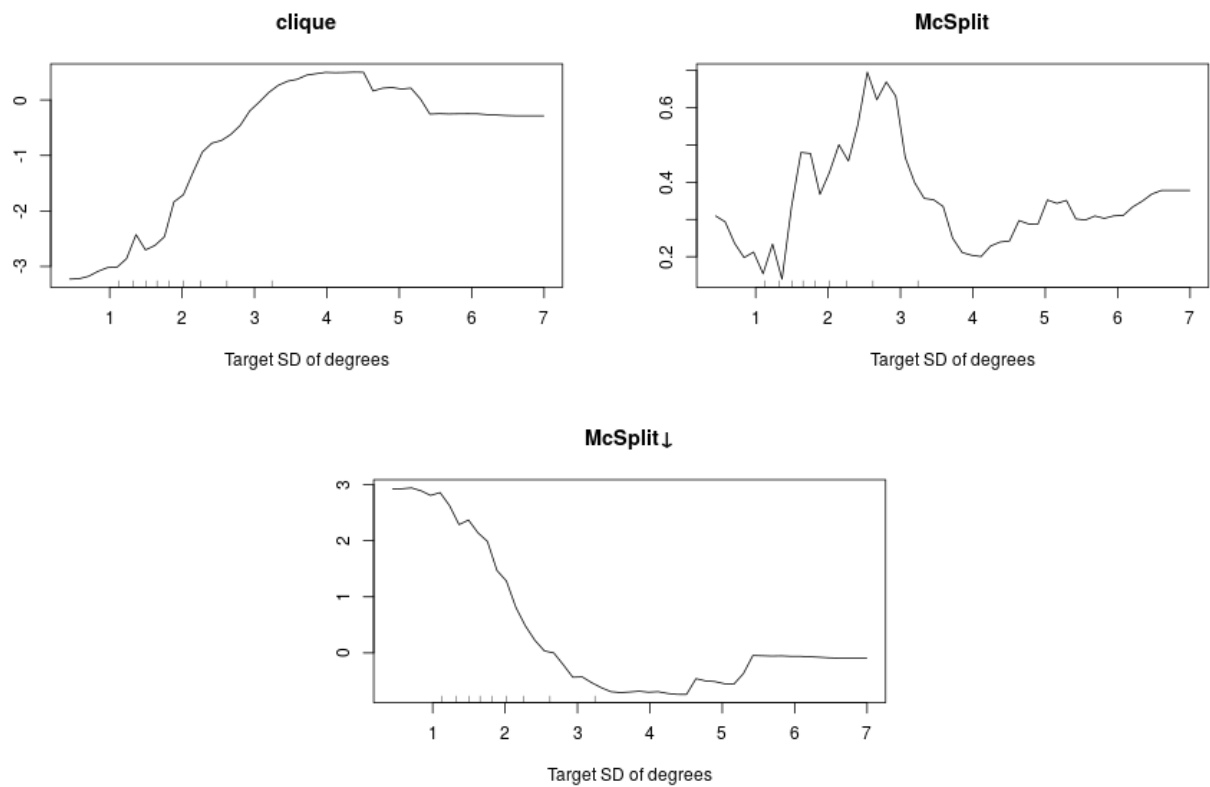 clique
0
-1
-2
-3
1 2 3 4 5 6 7
Target SD of degrees
McSplit
0.6
0.4
0.2
1 2 3 4 5 6 7
Target SD of degrees
McSplit↓
3
2
1
0
1 2 3 4 5 6 7
Target SD of degrees